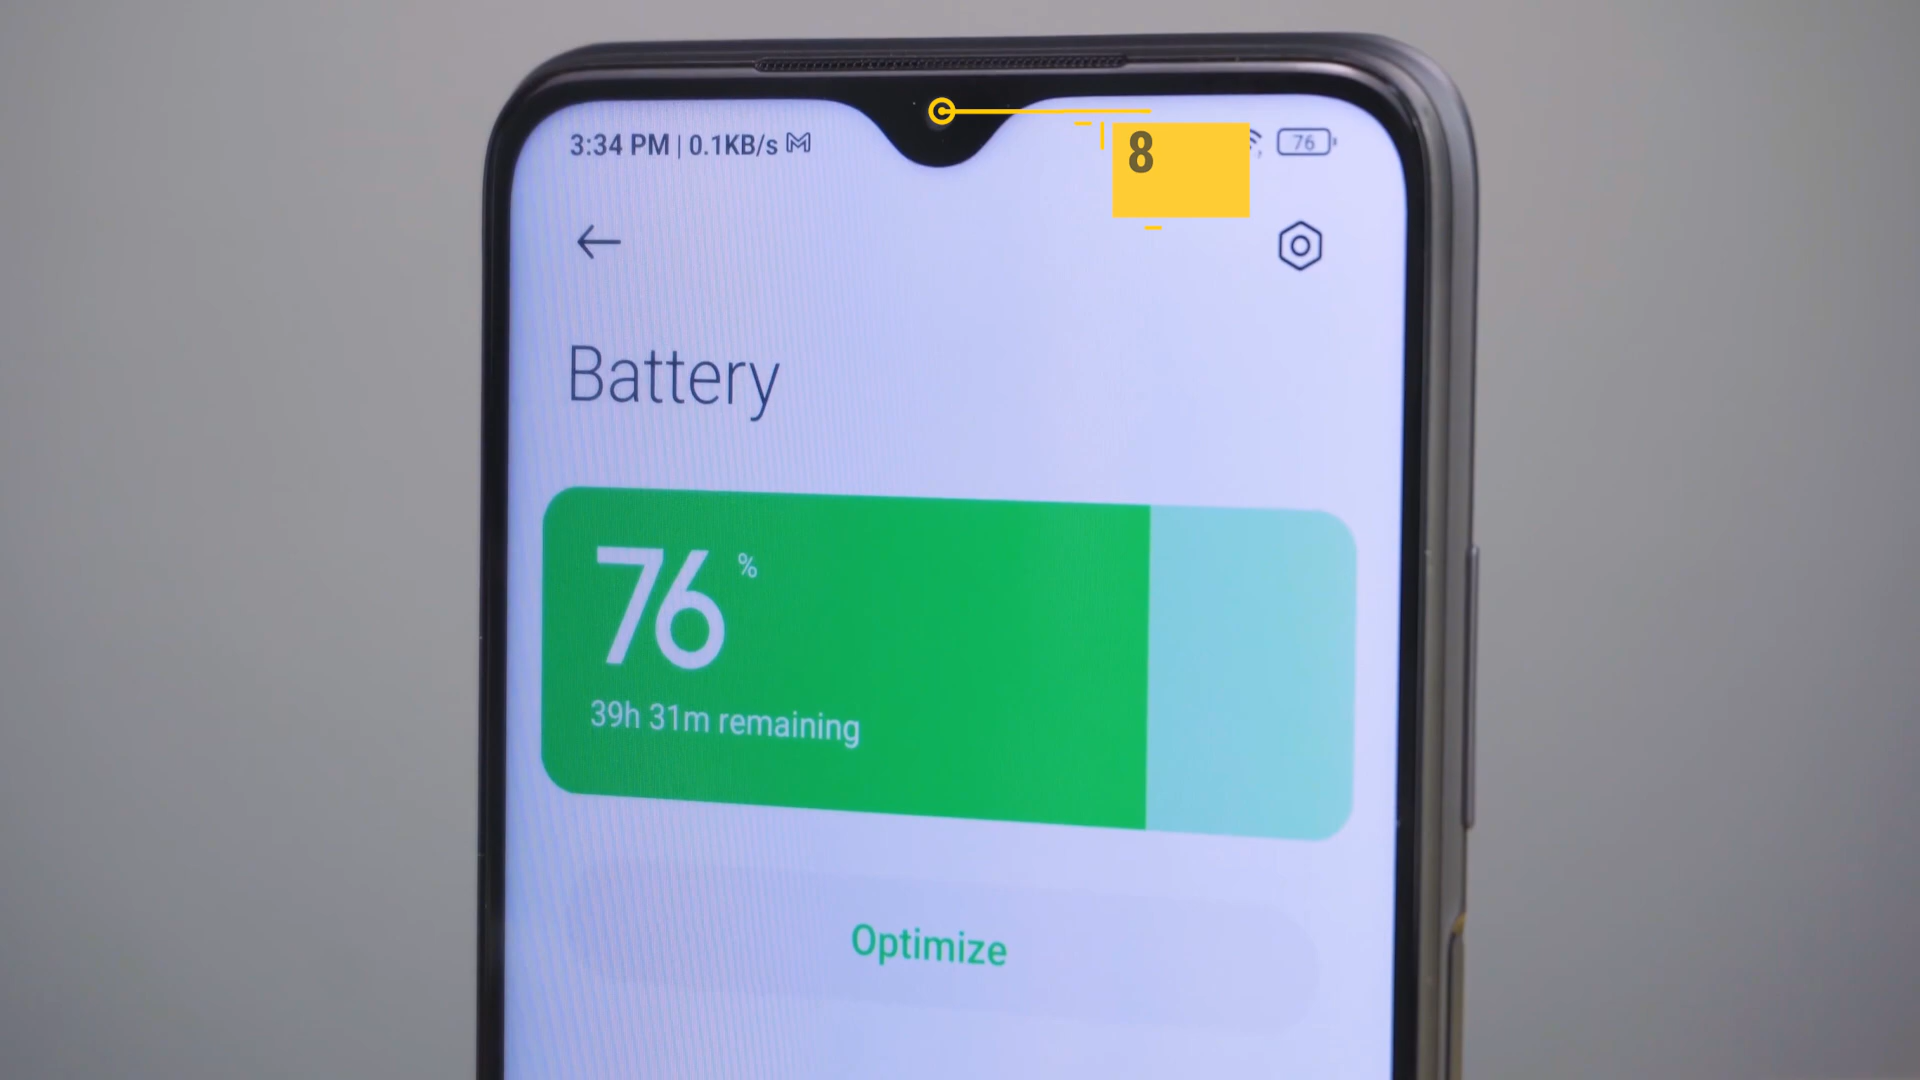 3:34 PM | 0.1KB/s
76
8
Battery
76 %
39h 31m remaining
Optimize